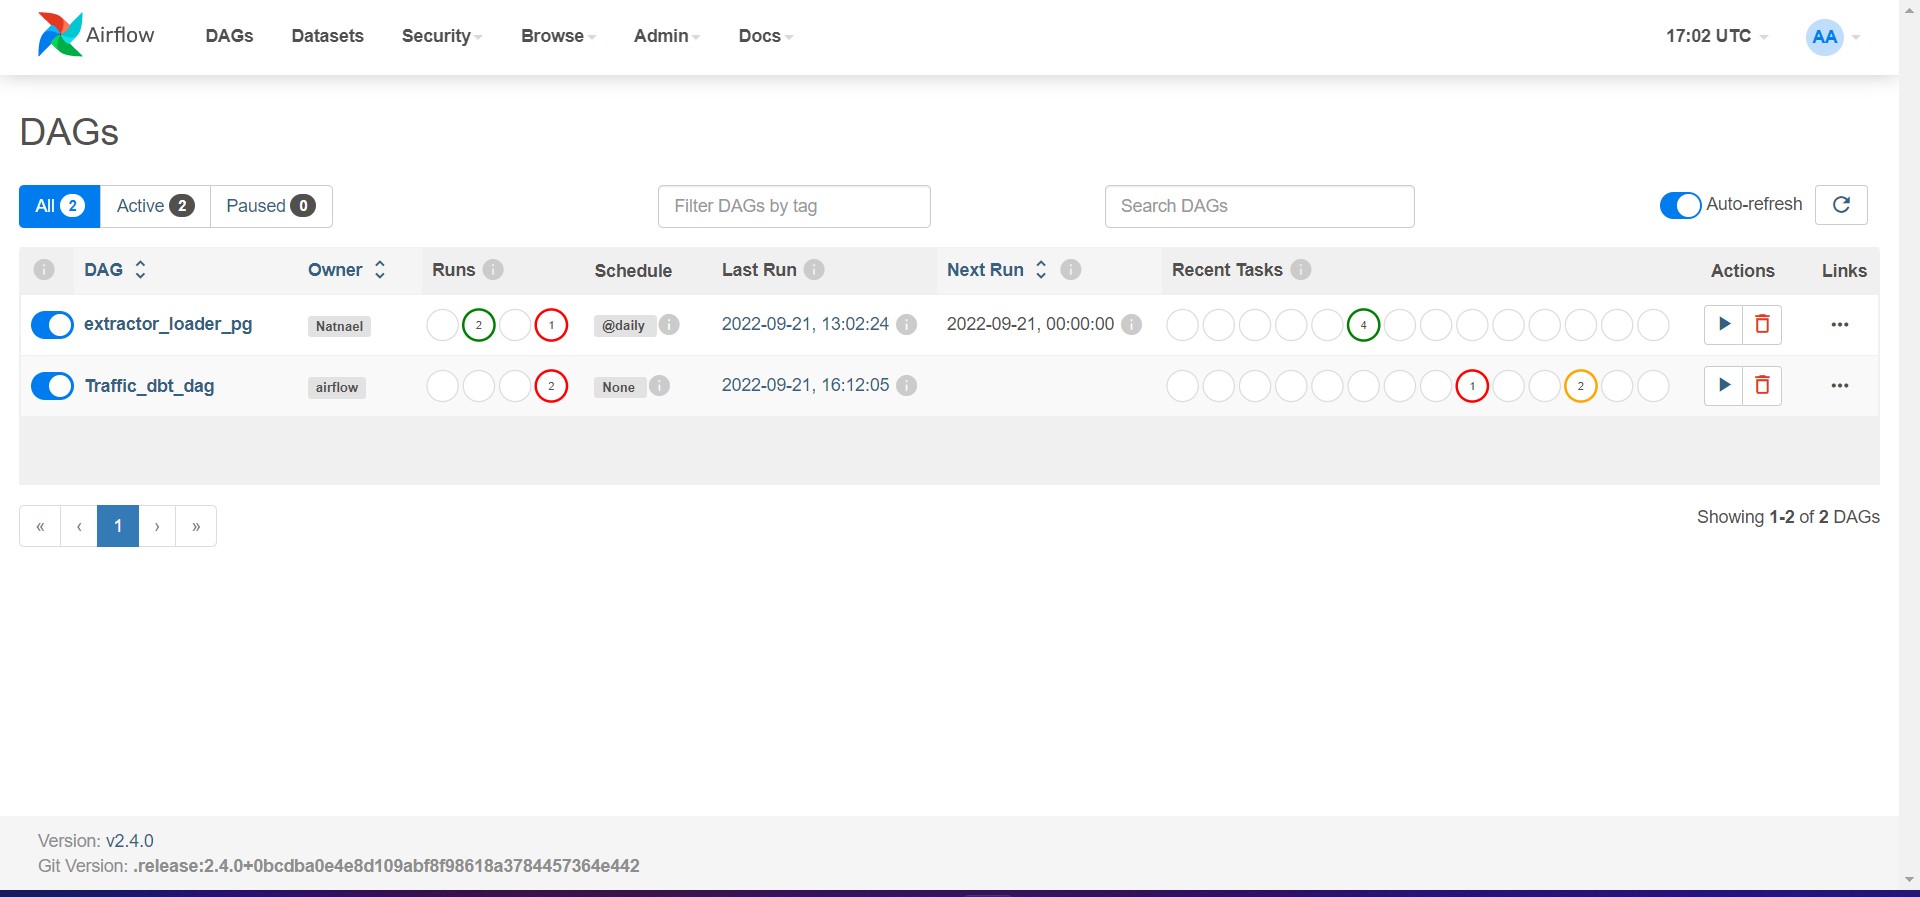 Airflow DAGs Datasets Security Browse Admin Docs 17:02 UTC AA
DAGs
All 2 Active 2 Paused 0 Filter DAGs by tag Search DAGs Auto-refresh
i DAG Owner Runs i Schedule Last Run i Next Run i Recent Tasks i Actions Links
extractor_loader_pg Natnael 2 1 @daily i 2022-09-21, 13:02:24 i 2022-09-21, 00:00:00 i 4 ...
Traffic_dbt_dag airflow 2 None i 2022-09-21, 16:12:05 i 1 2 ...
« ‹ 1 › » Showing 1-2 of 2 DAGs
Version: v2.4.0
Git Version: .release:2.4.0+0bcdba0e4e8d109abf8f98618a3784457364e442